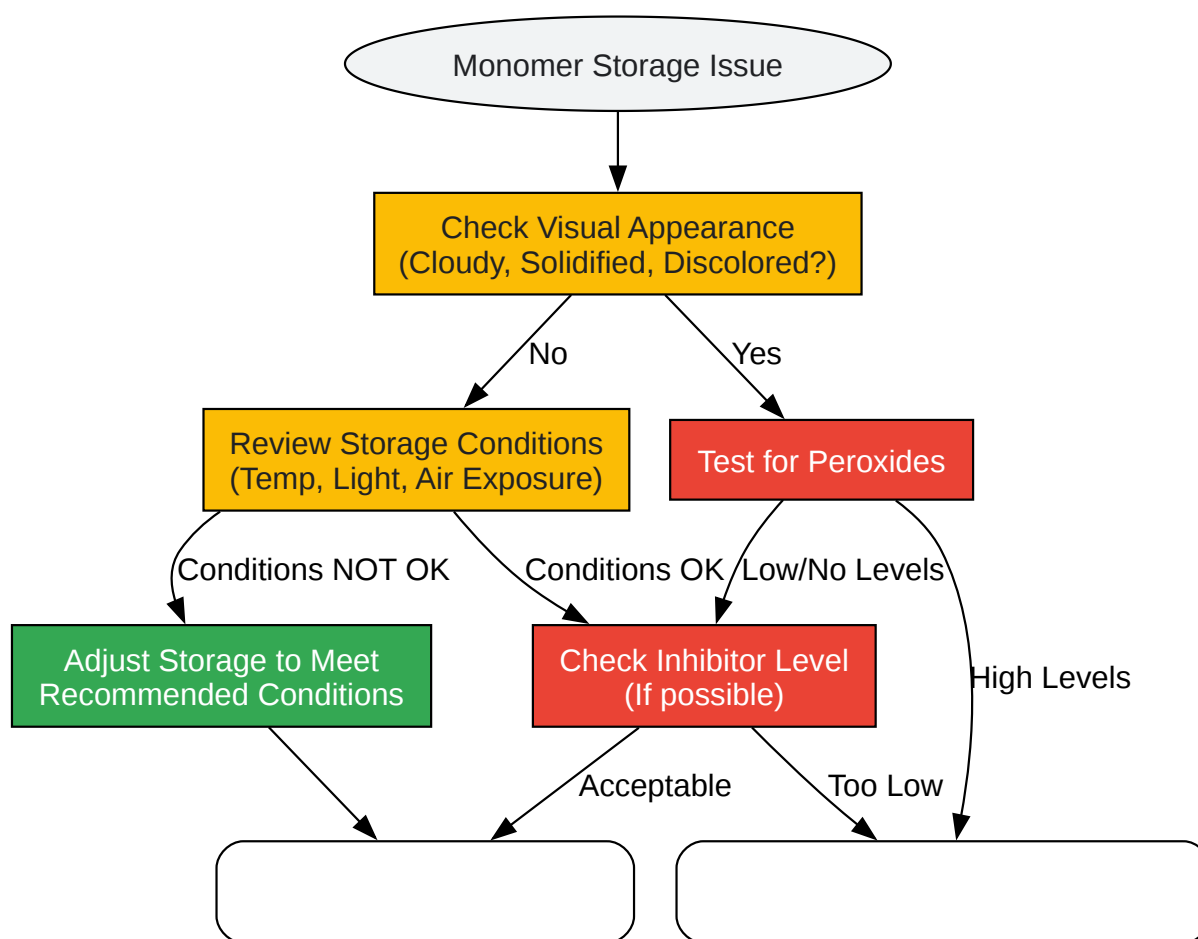 Monomer Storage Issue
Check Visual Appearance
(Cloudy, Solidified, Discolored?)
No
Yes
Review Storage Conditions
(Temp, Light, Air Exposure)
Test for Peroxides
Conditions NOT OK
Conditions OK
Low/No Levels
Adjust Storage to Meet
Recommended Conditions
Check Inhibitor Level
(If possible)
High Levels
Acceptable
Too Low